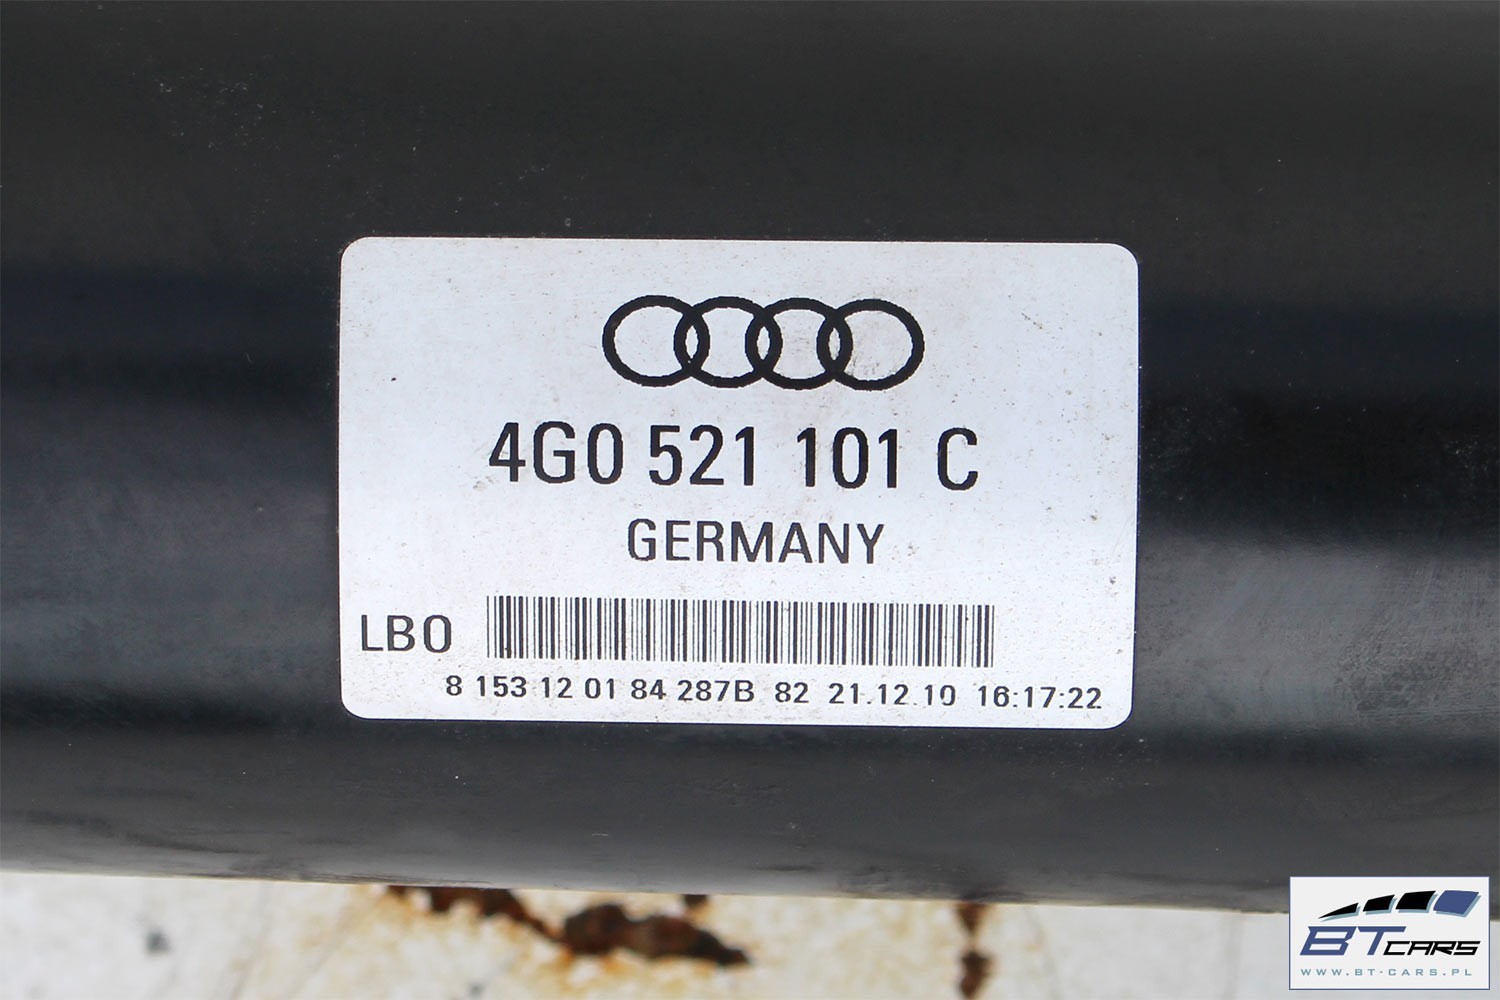 4G0 521 101 C
GERMANY
LB0
8 153 12 01 84 287B 82 21.12.10 16:17:22
BT CARS
WWW.BT-CARS.PL